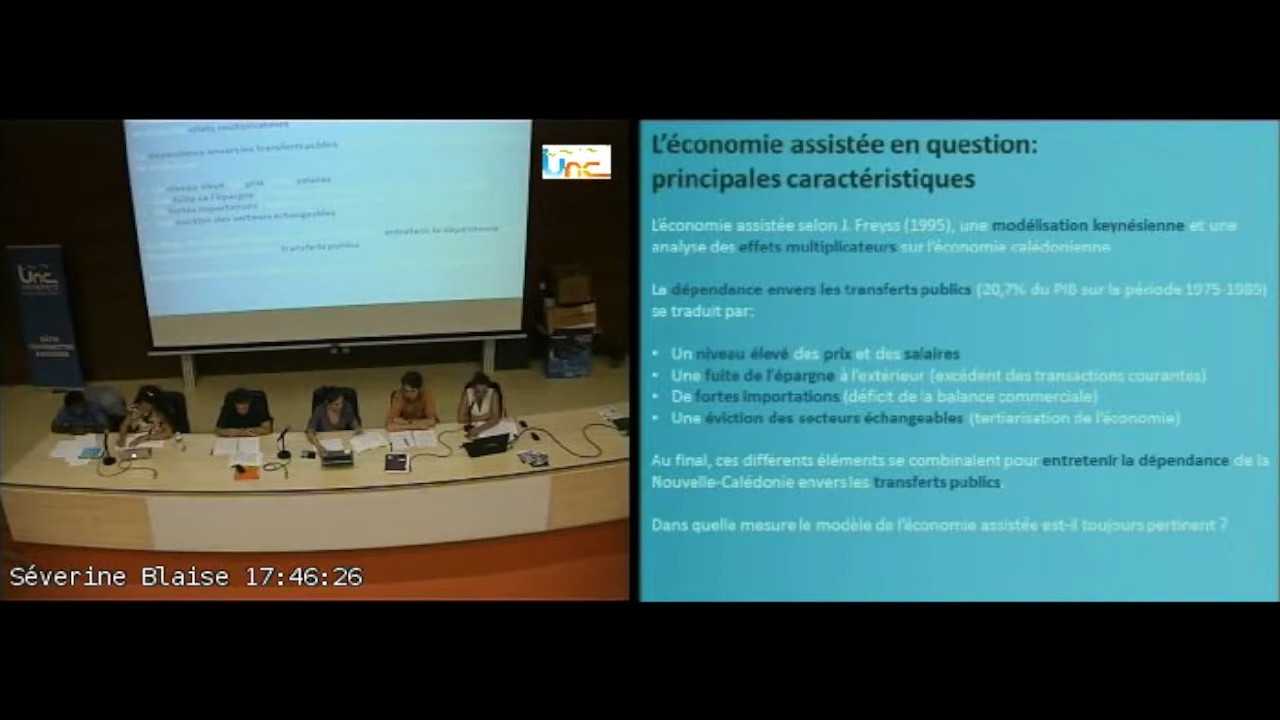 effets multiplicateurs
dépendance envers les transferts publics
niveau élevé prix salaires
fuite de l'épargne
fortes importations
éviction des secteurs échangeables
entretenir la dépendance
transferts publics
Unc
Unc
Séverine Blaise 17:46:26
L'économie assistée en question:
principales caractéristiques
L'économie assistée selon J. Freyss (1995), une modélisation keynésienne et une
analyse des effets multiplicateurs sur l'économie calédonienne
La dépendance envers les transferts publics (20,7% du PIB sur la période 1975-1989)
se traduit par:
• Un niveau élevé des prix et des salaires
• Une fuite de l'épargne à l'extérieur (excédent des transactions courantes)
• De fortes importations (déficit de la balance commerciale)
• Une éviction des secteurs échangeables (tertiarisation de l'économie)
Au final, ces différents éléments se combinaient pour entretenir la dépendance de la
Nouvelle-Calédonie envers les transferts publics.
Dans quelle mesure le modèle de l'économie assistée est-il toujours pertinent ?